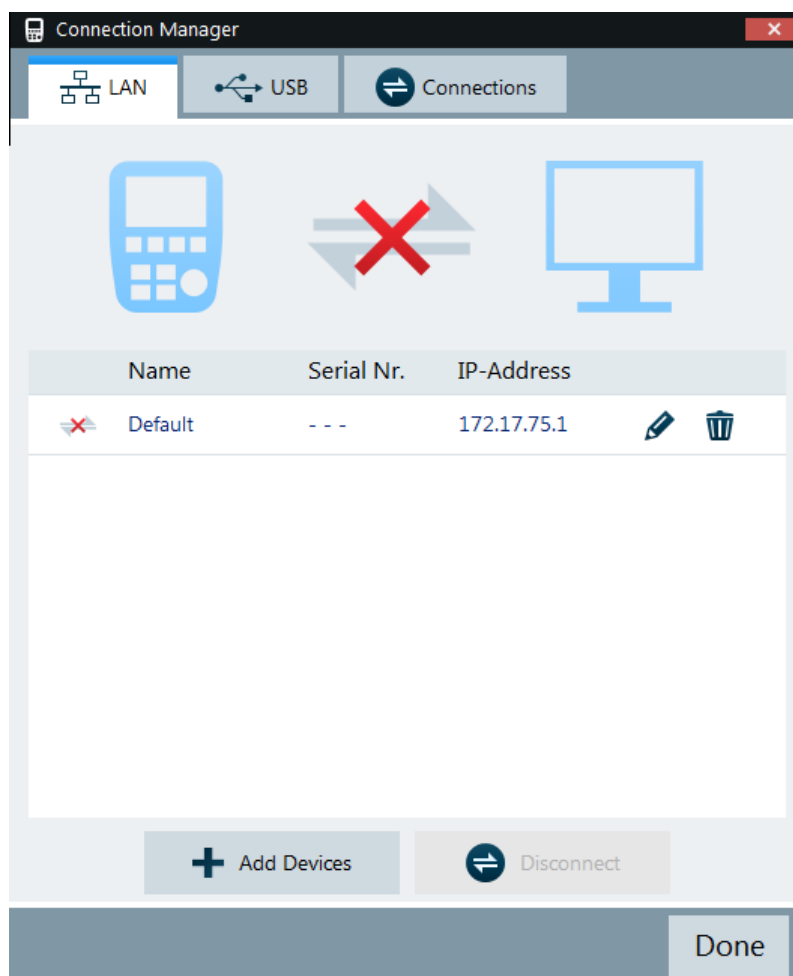 Connection Manager
LAN USB Connections
Name Serial Nr. IP-Address
Default - - - 172.17.75.1
Add Devices Disconnect
Done